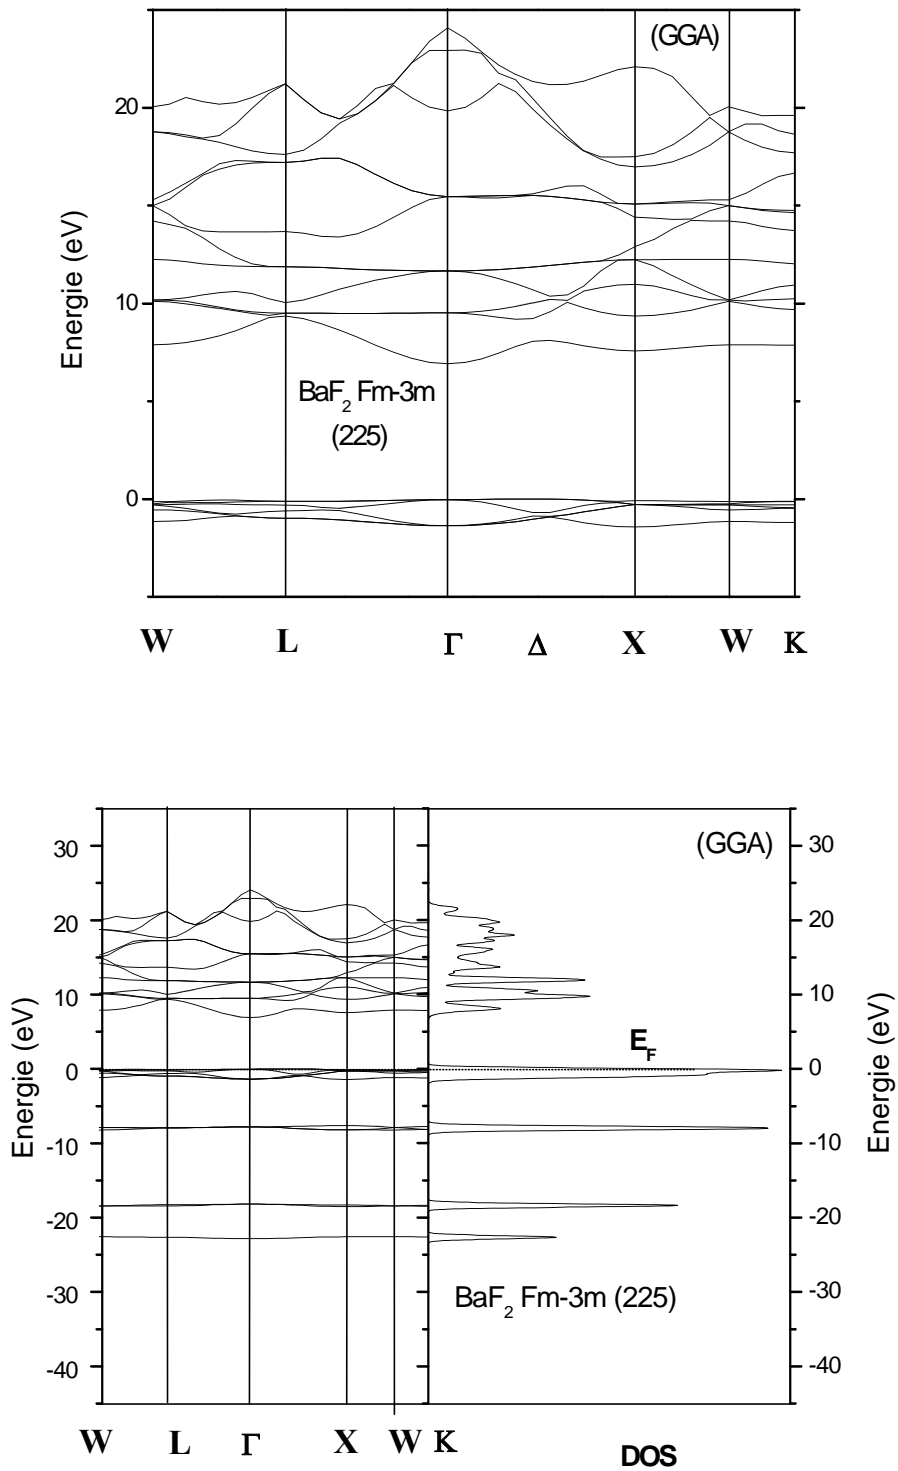 (GGA)
20
10
0
Energie (eV)
BaF2 Fm-3m
(225)
W L Γ Δ X W K
(GGA)
30 30
20 20
10 10
0 0
-10 -10
-20 -20
-30 -30
-40 -40
Energie (eV)
EF
Energie (eV)
BaF2 Fm-3m (225)
W L Γ X W K
DOS